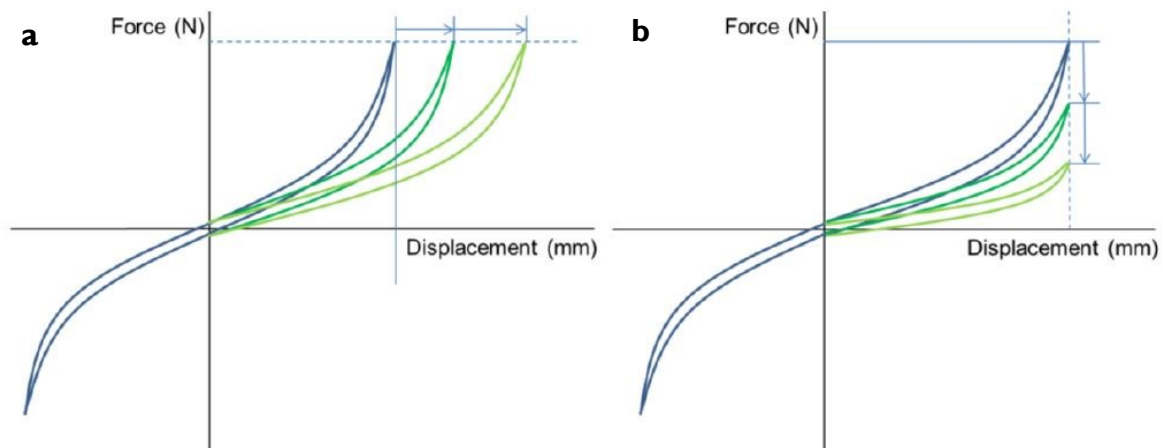 a
Force (N)
Displacement (mm)
b
Force (N)
Displacement (mm)